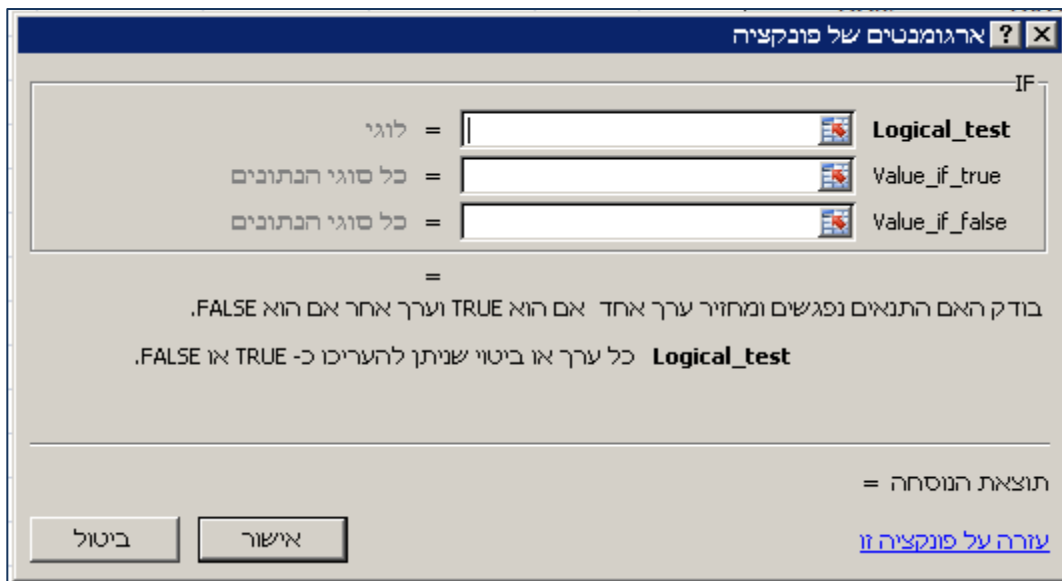 ארגומנטים של פונקציה
IF
Logical_test = לוגי
Value_if_true = כל סוגי הנתונים
Value_if_false = כל סוגי הנתונים
=
בודק האם התנאים נפגשים ומחזיר ערך אחד אם הוא TRUE וערך אחר אם הוא FALSE.
Logical_test כל ערך או ביטוי שניתן להעריכו כ- TRUE או FALSE.
תוצאת הנוסחה =
עזרה על פונקציה זו
אישור ביטול